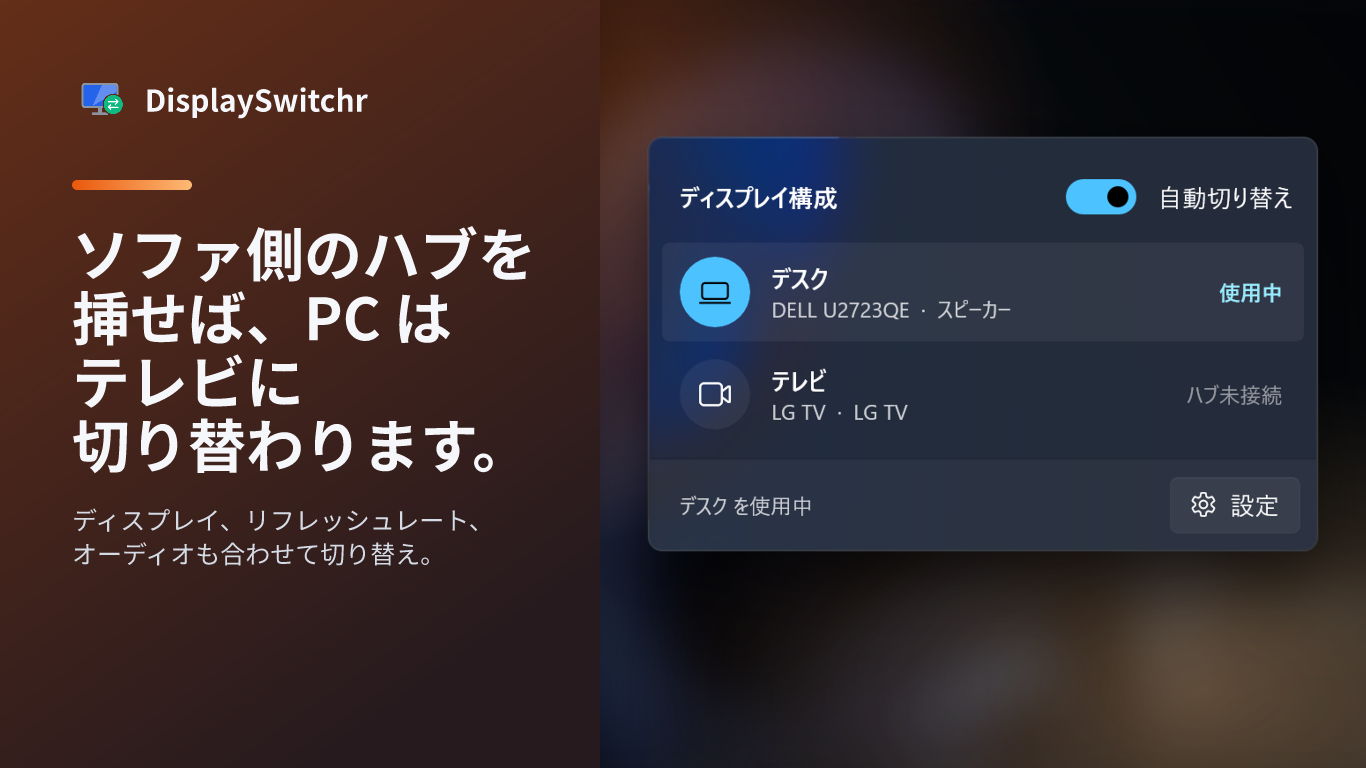 DisplaySwitchr
ソファ側のハブを
挿せば、PC は
テレビに
切り替わります。
ディスプレイ、リフレッシュレート、
オーディオも合わせて切り替え。
ディスプレイ構成
自動切り替え
デスク
DELL U2723QE · スピーカー
使用中
テレビ
LG TV · LG TV
ハブ未接続
デスク を使用中
設定